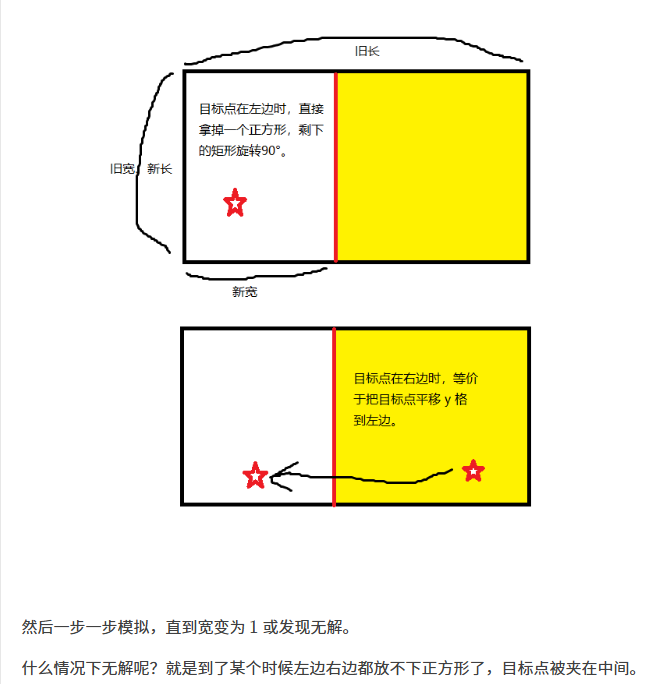 旧长
目标点在左边时，直接
拿掉一个正方形，剩下
的矩形旋转90°。
旧宅 新长
新宽
目标点在右边时，等价
于把目标点平移 y 格
到左边。
然后一步一步模拟，直到宽变为 1 或发现无解。
什么情况下无解呢？就是到了某个时候左边右边都放不下正方形了，目标点被夹在中间。